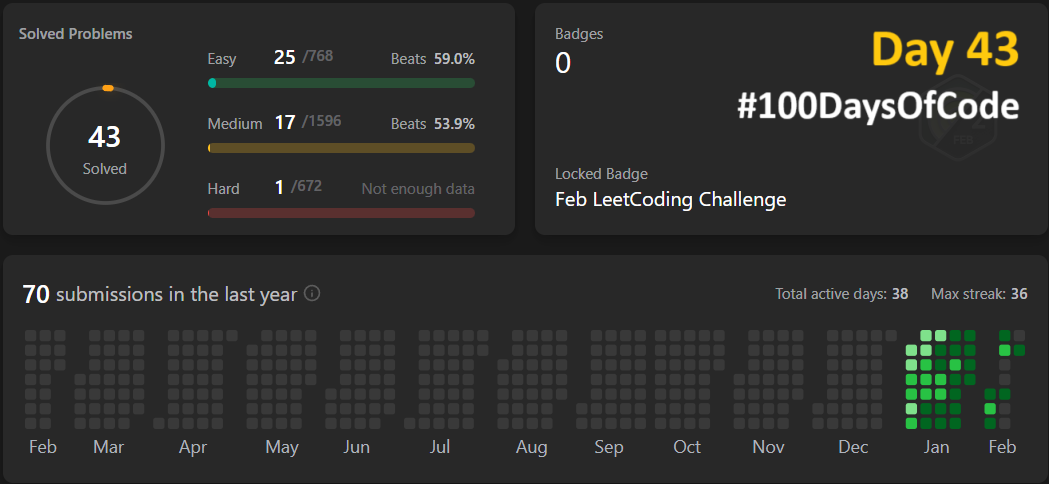 Solved Problems
43
Solved
Easy 25 /768 Beats 59.0%
Medium 17 /1596 Beats 53.9%
Hard 1 /672 Not enough data
Badges
0
Day 43
#100DaysOfCode
FEB
Locked Badge
Feb LeetCoding Challenge
70 submissions in the last year
Total active days: 38 Max streak: 36
Feb Mar Apr May Jun Jul Aug Sep Oct Nov Dec Jan Feb